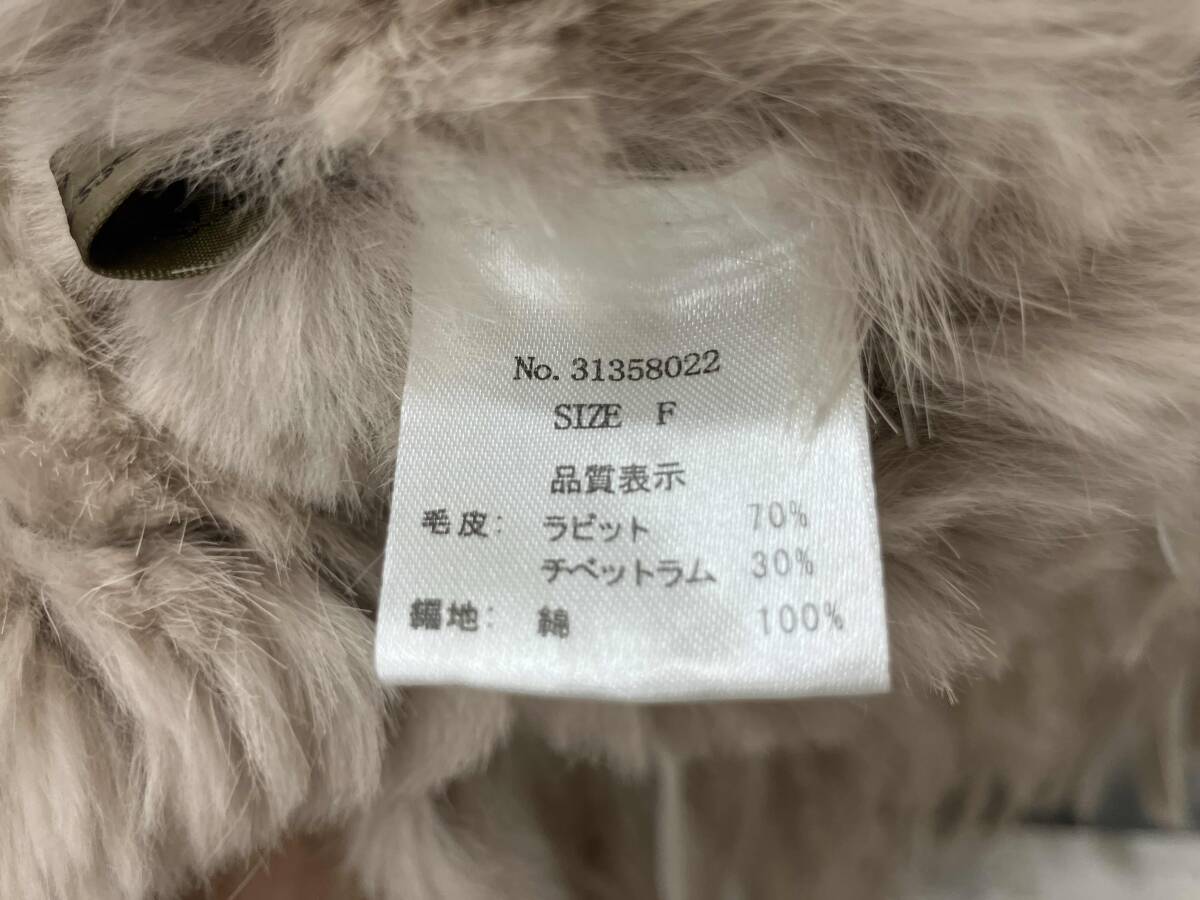 No. 31358022
SIZE F
品質表示
毛皮: ラビット 70%
チベットラム 30%
編地: 綿 100%